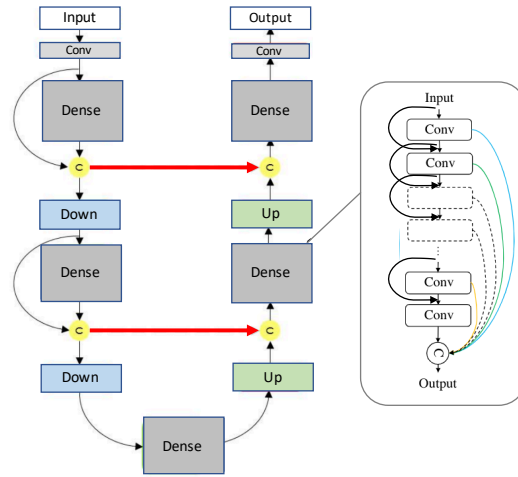 Input
Output
Conv
Conv
Dense
Dense
C
C
Down
Up
Dense
Dense
C
C
Down
Up
Dense
Input
Conv
Conv
Conv
Conv
C
Output